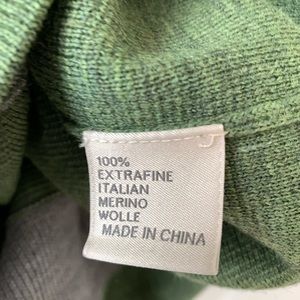 100%
EXTRAFINE
ITALIAN
MERINO
WOLLE
MADE IN CHINA